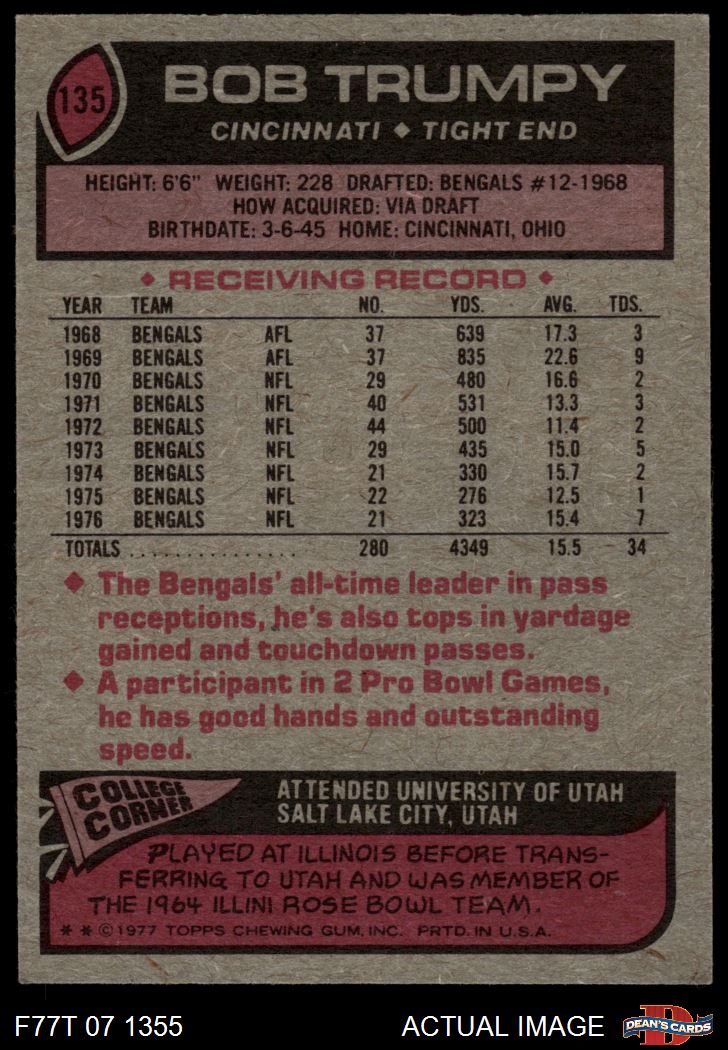 135
BOB TRUMPY
CINCINNATI ◆ TIGHT END
HEIGHT: 6'6" WEIGHT: 228 DRAFTED: BENGALS #12-1968
HOW ACQUIRED: VIA DRAFT
BIRTHDATE: 3-6-45 HOME: CINCINNATI, OHIO
◆ RECEIVING RECORD ◆
YEAR TEAM NO. YDS. AVG. TDS.
1968 BENGALS AFL 37 639 17.3 3
1969 BENGALS AFL 37 835 22.6 9
1970 BENGALS NFL 29 480 16.6 2
1971 BENGALS NFL 40 531 13.3 3
1972 BENGALS NFL 44 500 11.4 2
1973 BENGALS NFL 29 435 15.0 5
1974 BENGALS NFL 21 330 15.7 2
1975 BENGALS NFL 22 276 12.5 1
1976 BENGALS NFL 21 323 15.4 7
TOTALS ................ 280 4349 15.5 34
◆ The Bengals' all-time leader in pass
receptions, he's also tops in yardage
gained and touchdown passes.
◆ A participant in 2 Pro Bowl Games,
he has good hands and outstanding
speed.
COLLEGE
CORNER
ATTENDED UNIVERSITY OF UTAH
SALT LAKE CITY, UTAH
PLAYED AT ILLINOIS BEFORE TRANS-
FERRING TO UTAH AND WAS MEMBER OF
THE 1964 ILLINI ROSE BOWL TEAM.
* * © 1977 TOPPS CHEWING GUM, INC. PRTD. IN U.S.A.
F77T 07 1355 ACTUAL IMAGE
D
DEAN'S CARDS